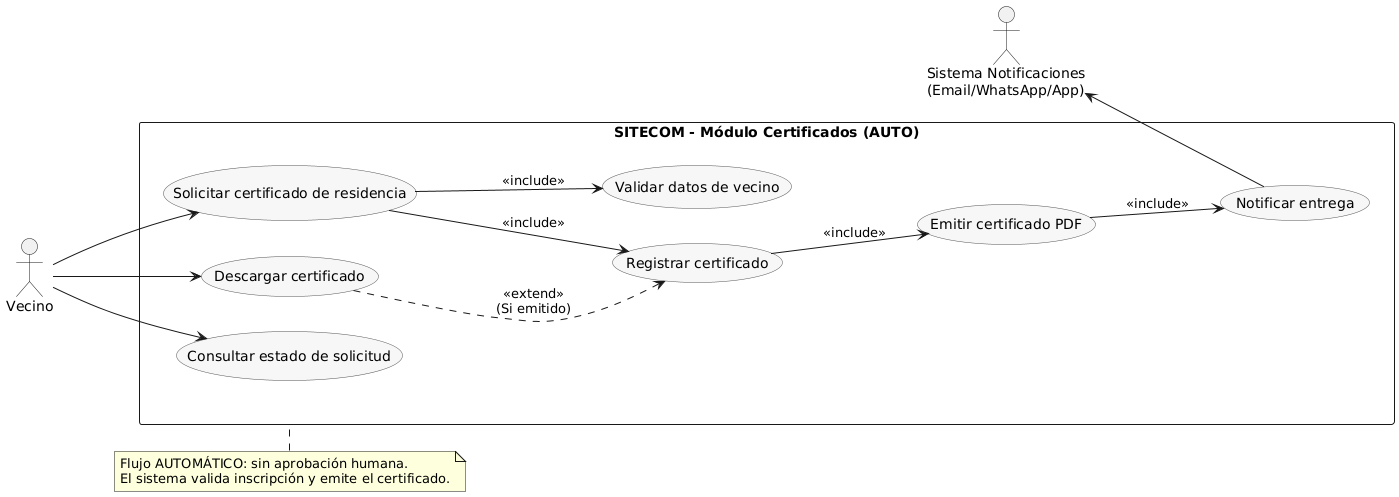 Sistema Notificaciones
(Email/WhatsApp/App)
SITECOM - Módulo Certificados (AUTO)
Solicitar certificado de residencia
«include»
Validar datos de vecino
«include»
Notificar entrega
«include»
Emitir certificado PDF
«include»
Registrar certificado
Descargar certificado
«extend»
(Si emitido)
Vecino
Consultar estado de solicitud
Flujo AUTOMÁTICO: sin aprobación humana.
El sistema valida inscripción y emite el certificado.